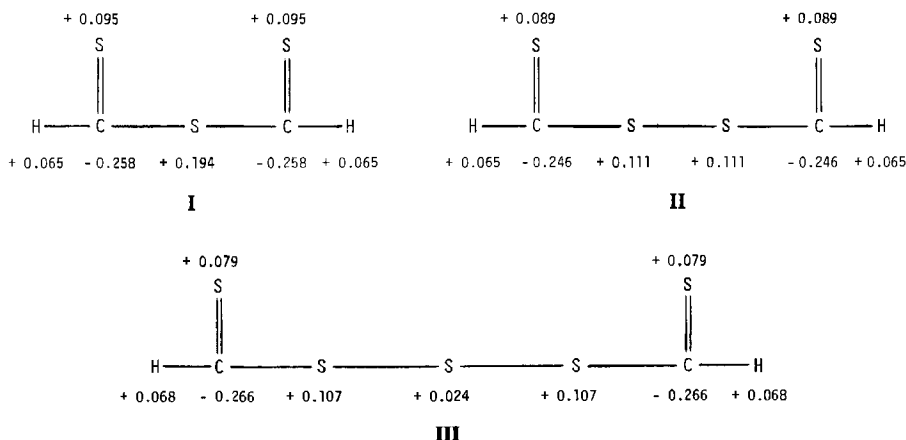 + 0.095 + 0.095 + 0.089 + 0.089
S S S S
H C S C H H C S S C H
+ 0.065 - 0.258 + 0.194 - 0.258 + 0.065 + 0.065 - 0.246 + 0.111 + 0.111 - 0.246 + 0.065
I II
+ 0.079 + 0.079
S S
H C S S S C H
+ 0.068 - 0.266 + 0.107 + 0.024 + 0.107 - 0.266 + 0.068
III